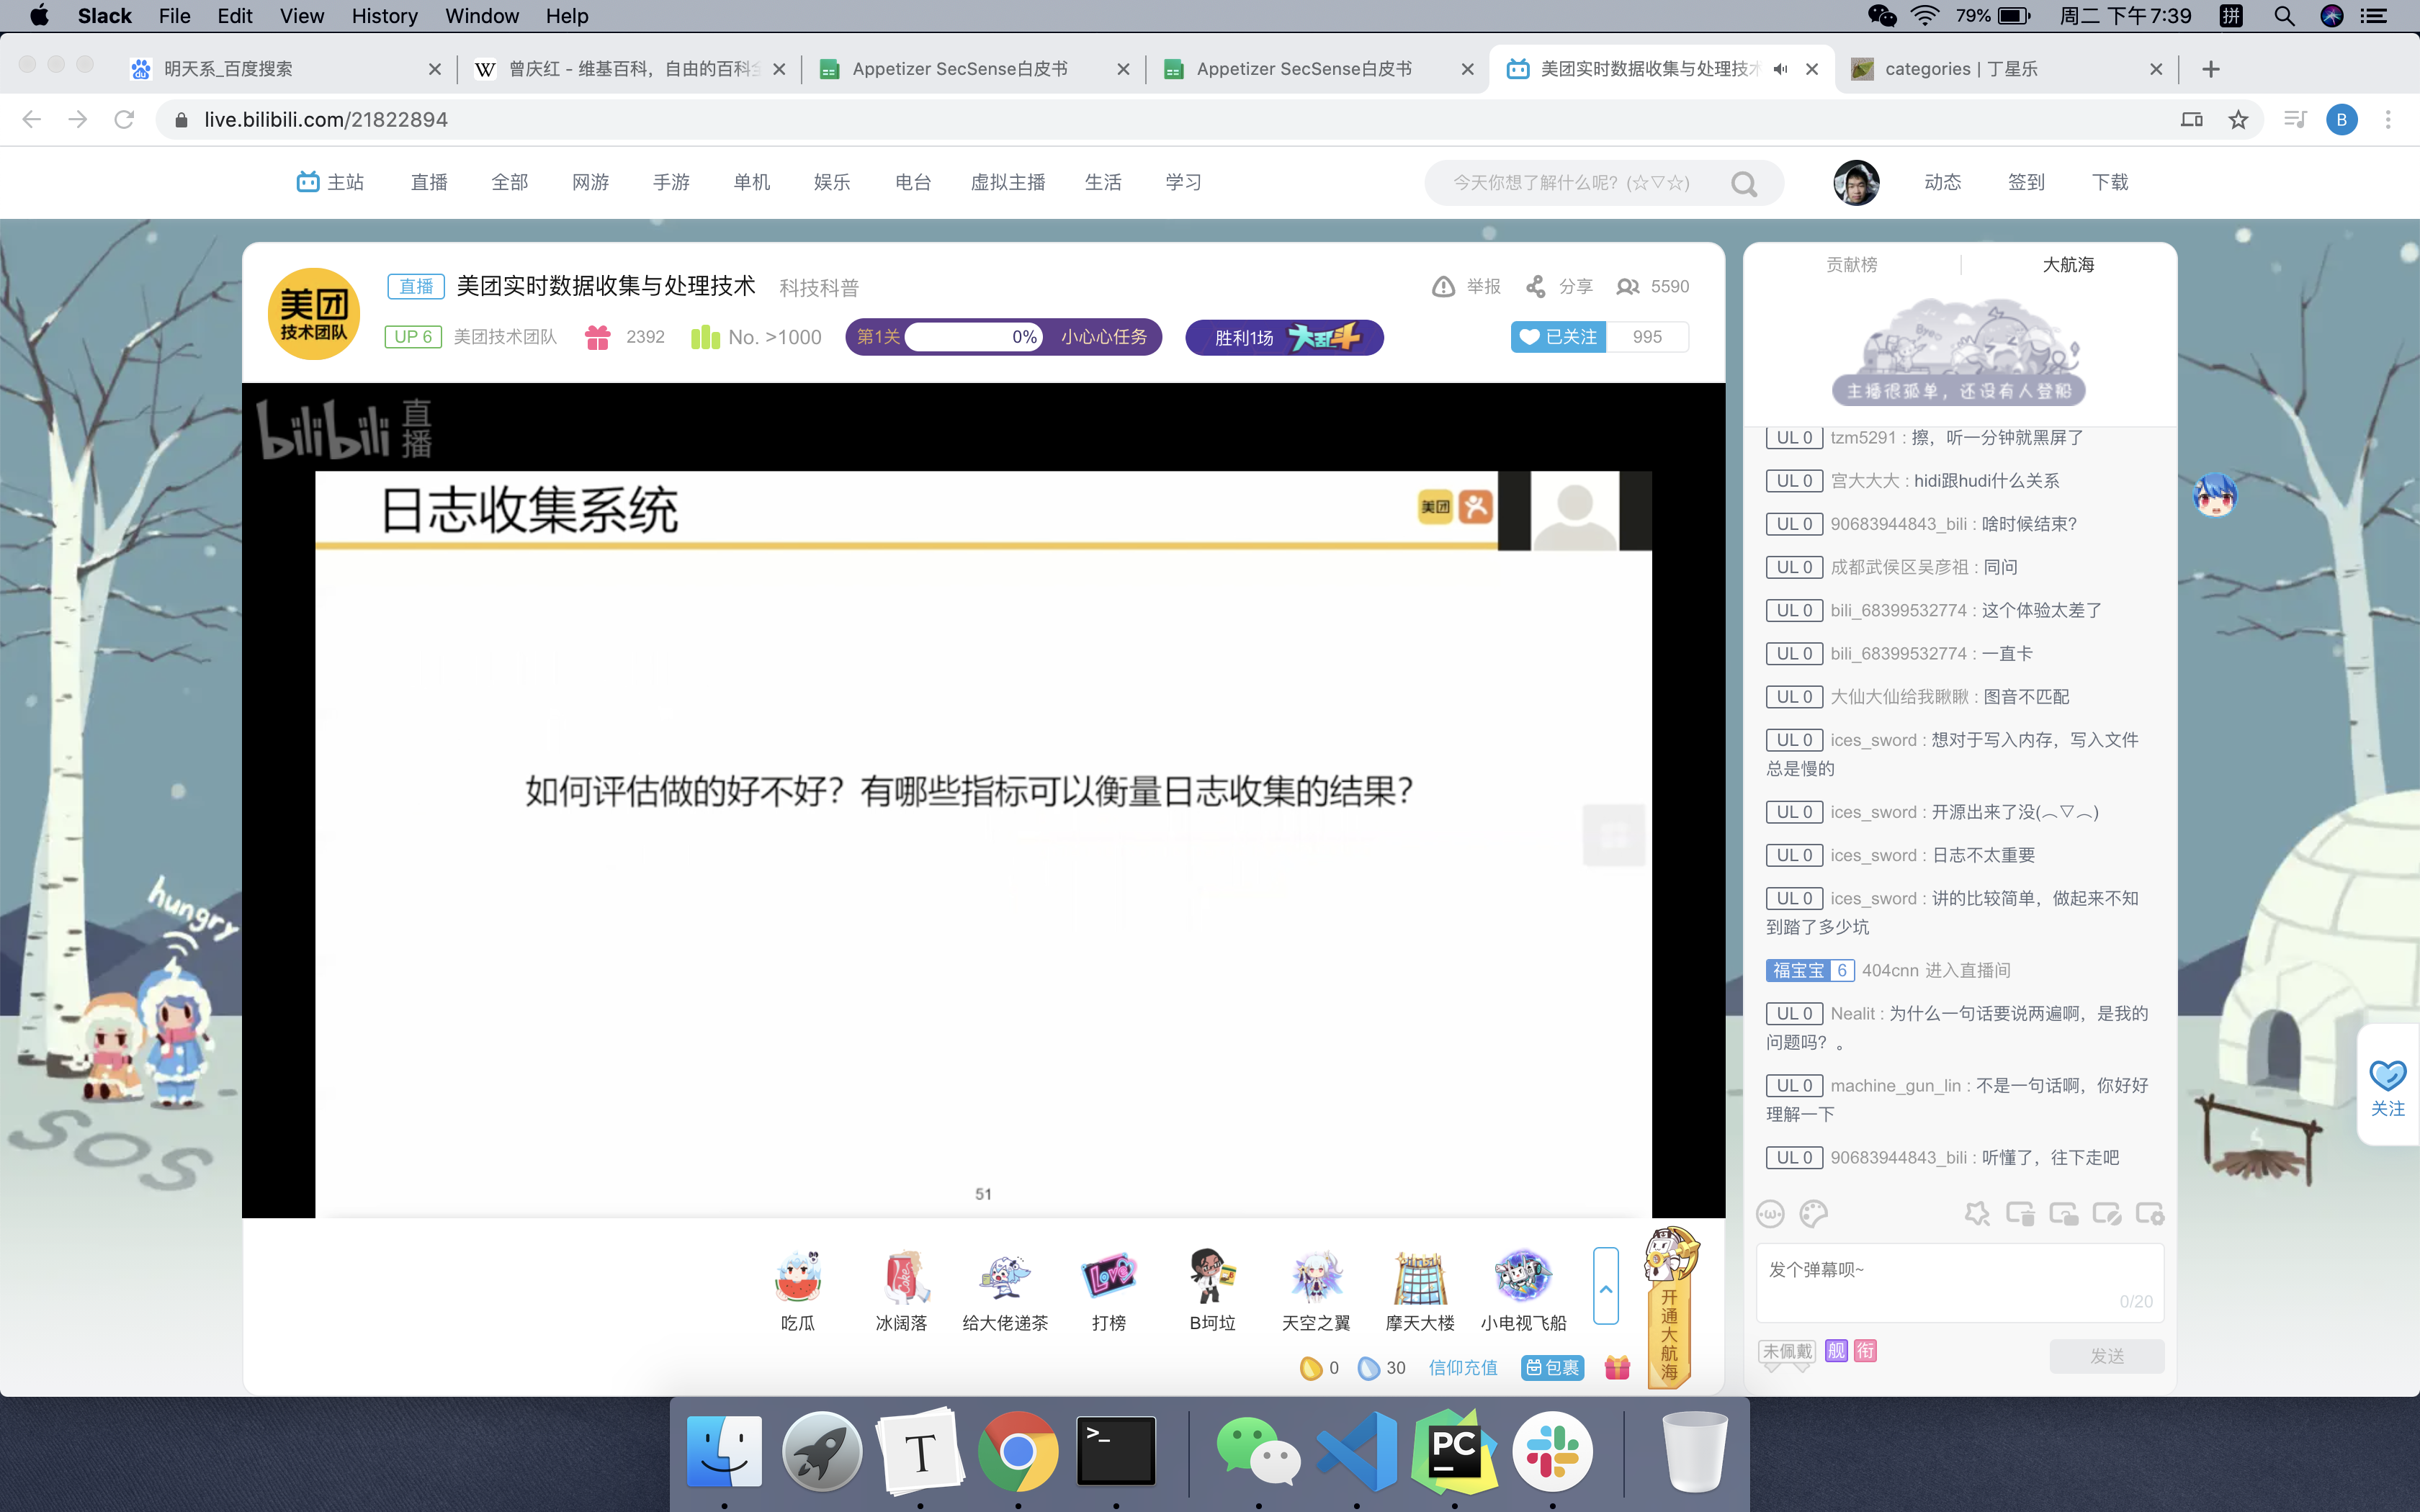 Slack File Edit View History Window Help 79% 周二 下午7:39 拼
明天系_百度搜索 W 曾庆红 - 维基百科，自由的百科全 Appetizer SecSense白皮书 Appetizer SecSense白皮书 美团实时数据收集与处理技术 categories | 丁星乐
live.bilibili.com/21822894 B
主站 直播 全部 网游 手游 单机 娱乐 电台 虚拟主播 生活 学习 今天你想了解什么呢？(☆▽☆) 动态 签到 下载
美团
技术团队
直播 美团实时数据收集与处理技术 科技科普 举报 分享 5590
UP 6 美团技术团队 2392 No. >1000 第1关 0% 小心心任务 胜利1场 大乱斗 已关注 995
贡献榜 大航海
主播很孤单，还没有人登船
bilibili 直播
日志收集系统
美团
如何评估做的好不好？有哪些指标可以衡量日志收集的结果？
51
UL 0 tzm5291 : 擦，听一分钟就黑屏了
UL 0 宫大大大 : hidi跟hudi什么关系
UL 0 90683944843_bili : 啥时候结束?
UL 0 成都武侯区吴彦祖 : 同问
UL 0 bili_68399532774 : 这个体验太差了
UL 0 bili_68399532774 : 一直卡
UL 0 大仙大仙给我瞅瞅 : 图音不匹配
UL 0 ices_sword : 想对于写入内存，写入文件
总是慢的
UL 0 ices_sword : 开源出来了没(︵▽︵)
UL 0 ices_sword : 日志不太重要
UL 0 ices_sword : 讲的比较简单，做起来不知
到踏了多少坑
福宝宝 6 404cnn 进入直播间
UL 0 Nealit : 为什么一句话要说两遍啊，是我的
问题吗？。
UL 0 machine_gun_lin : 不是一句话啊，你好好
理解一下
UL 0 90683944843_bili : 听懂了，往下走吧
发个弹幕呗~
0/20
未佩戴 舰 衔 发送
hungry
SOS
关注
吃瓜 冰阔落 给大佬递茶 打榜 B坷垃 天空之翼 摩天大楼 小电视飞船
开通大航海
0 30 信仰充值 包裹
T >_ PC